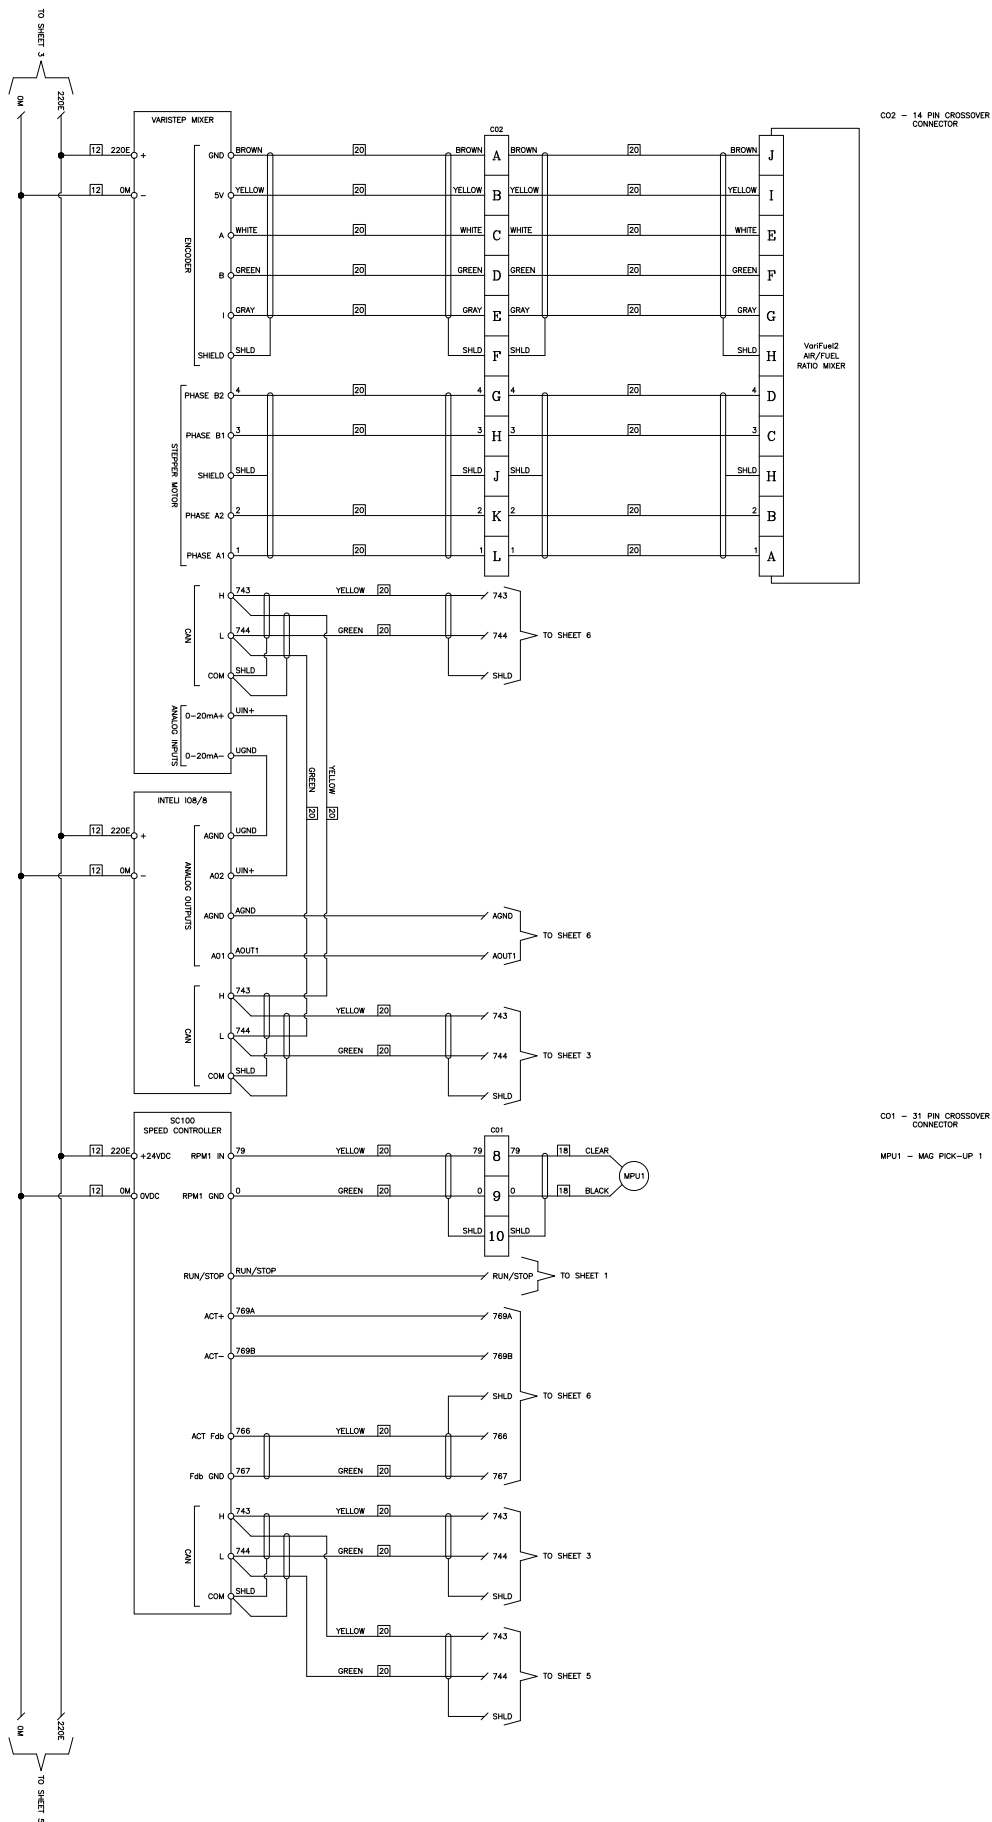 TO SHEET 3
0M 220E
VARISTEP MIXER
CO2 - 14 PIN CROSSOVER
CONNECTOR
CO2
12 220E + GND BROWN 20 BROWN A BROWN 20 BROWN J
12 0M - 5V YELLOW 20 YELLOW B YELLOW 20 YELLOW I
A WHITE 20 WHITE C WHITE 20 WHITE E
ENCODER
B GREEN 20 GREEN D GREEN 20 GREEN F
I GRAY 20 GRAY E GRAY 20 GRAY G
SHIELD SHLD SHLD F SHLD SHLD H
VariFuel2
AIR/FUEL
RATIO MIXER
PHASE B2 4 20 4 G 4 20 4 D
PHASE B1 3 20 3 H 3 20 3 C
STEPPER MOTOR
SHIELD SHLD SHLD J SHLD SHLD H
PHASE A2 2 20 2 K 2 20 2 B
PHASE A1 1 20 1 L 1 20 1 A
H 743 YELLOW 20 743
CAN
L 744 GREEN 20 744 TO SHEET 6
COM SHLD SHLD
ANALOG INPUTS
0-20mA+ UIN+
0-20mA- UGND
GREEN YELLOW
20 20
INTELI IO8/8
12 220E + AGND UGND
12 0M - AO2 UIN+
ANALOG OUTPUTS
AGND AGND AGND
TO SHEET 6
AO1 AOUT1 AOUT1
H 743 YELLOW 20 743
CAN
L 744 GREEN 20 744 TO SHEET 3
COM SHLD SHLD
SC100
SPEED CONTROLLER
CO1 - 31 PIN CROSSOVER
CONNECTOR
CO1
12 220E +24VDC RPM1 IN 79 YELLOW 20 79 8 79 18 CLEAR
MPU1
MPU1 - MAG PICK-UP 1
12 0M 0VDC RPM1 GND 0 GREEN 20 0 9 0 18 BLACK
SHLD 10 SHLD
RUN/STOP RUN/STOP RUN/STOP TO SHEET 1
ACT+ 769A 769A
ACT- 769B 769B
SHLD TO SHEET 6
ACT Fdb 766 YELLOW 20 766
Fdb GND 767 GREEN 20 767
H 743 YELLOW 20 743
CAN
L 744 GREEN 20 744 TO SHEET 3
COM SHLD SHLD
YELLOW 20 743
GREEN 20 744 TO SHEET 5
SHLD
0M 220E
TO SHEET 5